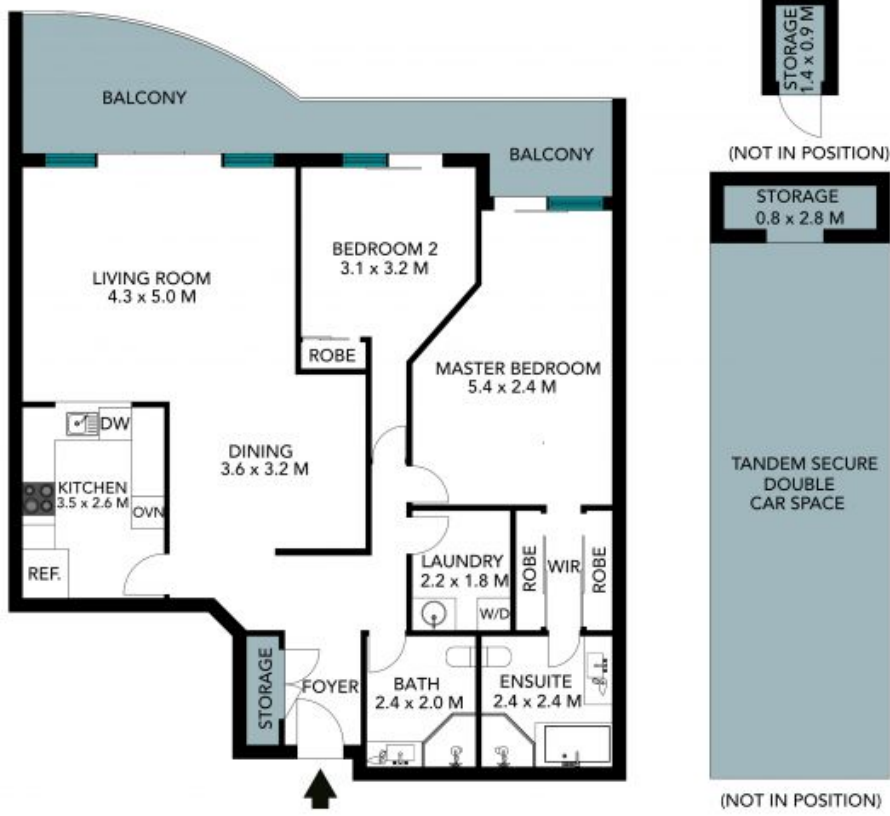 BALCONY
BALCONY
LIVING ROOM
4.3 x 5.0 M
BEDROOM 2
3.1 x 3.2 M
ROBE
MASTER BEDROOM
5.4 x 2.4 M
DW
KITCHEN
3.5 x 2.6 M
OVN
REF.
DINING
3.6 x 3.2 M
LAUNDRY
2.2 x 1.8 M
W/D
ROBE
WIR
ROBE
STORAGE
FOYER
BATH
2.4 x 2.0 M
ENSUITE
2.4 x 2.4 M
STORAGE
1.4 x 0.9 M
(NOT IN POSITION)
STORAGE
0.8 x 2.8 M
TANDEM SECURE
DOUBLE
CAR SPACE
(NOT IN POSITION)